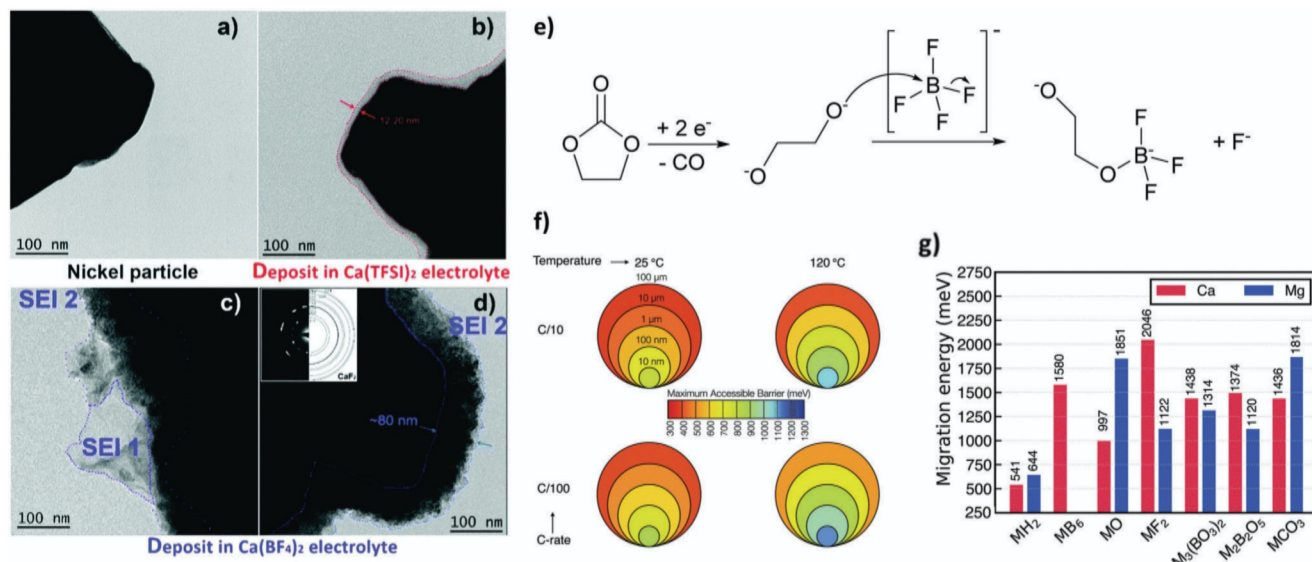 a)
100 nm
Nickel particle
b)
12-20 nm
100 nm
Deposit in Ca(TFSI)₂ electrolyte
c)
SEI 2
SEI 1
100 nm
d)
SEI 2
CaF₂
~80 nm
100 nm
Deposit in Ca(BF₄)₂ electrolyte
e)
O
O
O
+ 2 e⁻
- CO
O⁻
⁻O
F
B
F
F
F
⁻
⁻O
O
F
B⁻
F
F
+ F⁻
f)
Temperature
25 °C
120 °C
C/10
100 μm
10 μm
1 μm
100 nm
10 nm
Maximum Accessible Barrier (meV)
300
400
500
600
700
800
900
1000
1100
1200
1300
C/100
C-rate
g)
Migration energy (meV)
2750
2500
2250
2000
1750
1500
1250
1000
750
500
250
Ca
Mg
541
644
1580
997
1851
2046
1122
1438
1314
1374
1120
1436
1814
MH₂
MB₆
MO
MF₂
M₃(BO₃)₂
M₂B₂O₅
MCO₃